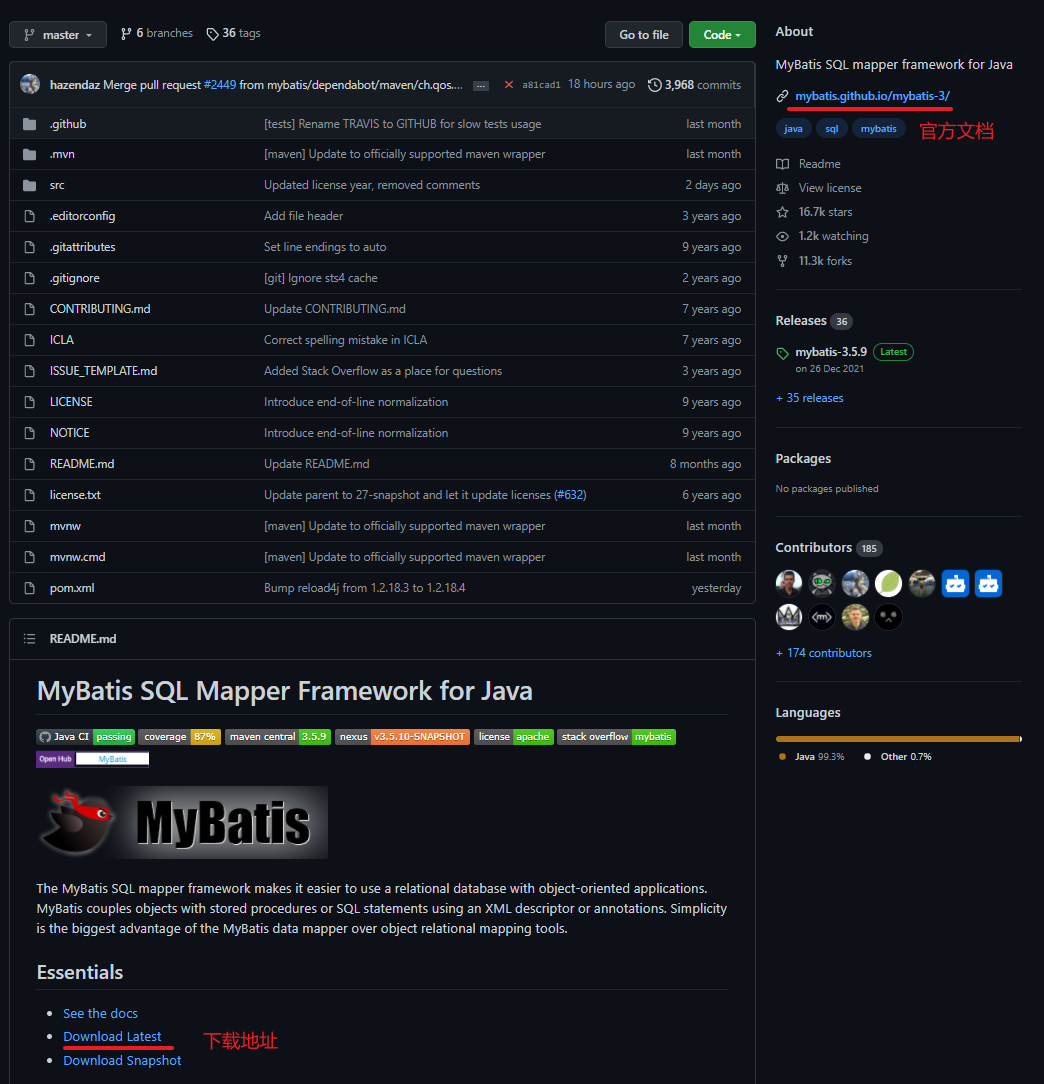 master
6 branches
36 tags
Go to file
Code
hazendaz Merge pull request #2449 from mybatis/dependabot/maven/ch.qos.... ... a81cad1 18 hours ago 3,968 commits
.github [tests] Rename TRAVIS to GITHUB for slow tests usage last month
.mvn [maven] Update to officially supported maven wrapper last month
src Updated license year, removed comments 2 days ago
.editorconfig Add file header 3 years ago
.gitattributes Set line endings to auto 9 years ago
.gitignore [git] Ignore sts4 cache 2 years ago
CONTRIBUTING.md Update CONTRIBUTING.md 7 years ago
ICLA Correct spelling mistake in ICLA 7 years ago
ISSUE_TEMPLATE.md Added Stack Overflow as a place for questions 3 years ago
LICENSE Introduce end-of-line normalization 9 years ago
NOTICE Introduce end-of-line normalization 9 years ago
README.md Update README.md 8 months ago
license.txt Update parent to 27-snapshot and let it update licenses (#632) 6 years ago
mvnw [maven] Update to officially supported maven wrapper last month
mvnw.cmd [maven] Update to officially supported maven wrapper last month
pom.xml Bump reload4j from 1.2.18.3 to 1.2.18.4 yesterday
README.md
MyBatis SQL Mapper Framework for Java
Java CI passing coverage 87% maven central 3.5.9 nexus v3.5.10-SNAPSHOT license apache stack overflow mybatis
Open Hub MyBatis
MyBatis
The MyBatis SQL mapper framework makes it easier to use a relational database with object-oriented applications.
MyBatis couples objects with stored procedures or SQL statements using an XML descriptor or annotations. Simplicity
is the biggest advantage of the MyBatis data mapper over object relational mapping tools.
Essentials
See the docs
Download Latest 下载地址
Download Snapshot
About
MyBatis SQL mapper framework for Java
mybatis.github.io/mybatis-3/
java sql mybatis 官方文档
Readme
View license
16.7k stars
1.2k watching
11.3k forks
Releases 36
mybatis-3.5.9 Latest
on 26 Dec 2021
+ 35 releases
Packages
No packages published
Contributors 185
+ 174 contributors
Languages
Java 99.3% Other 0.7%